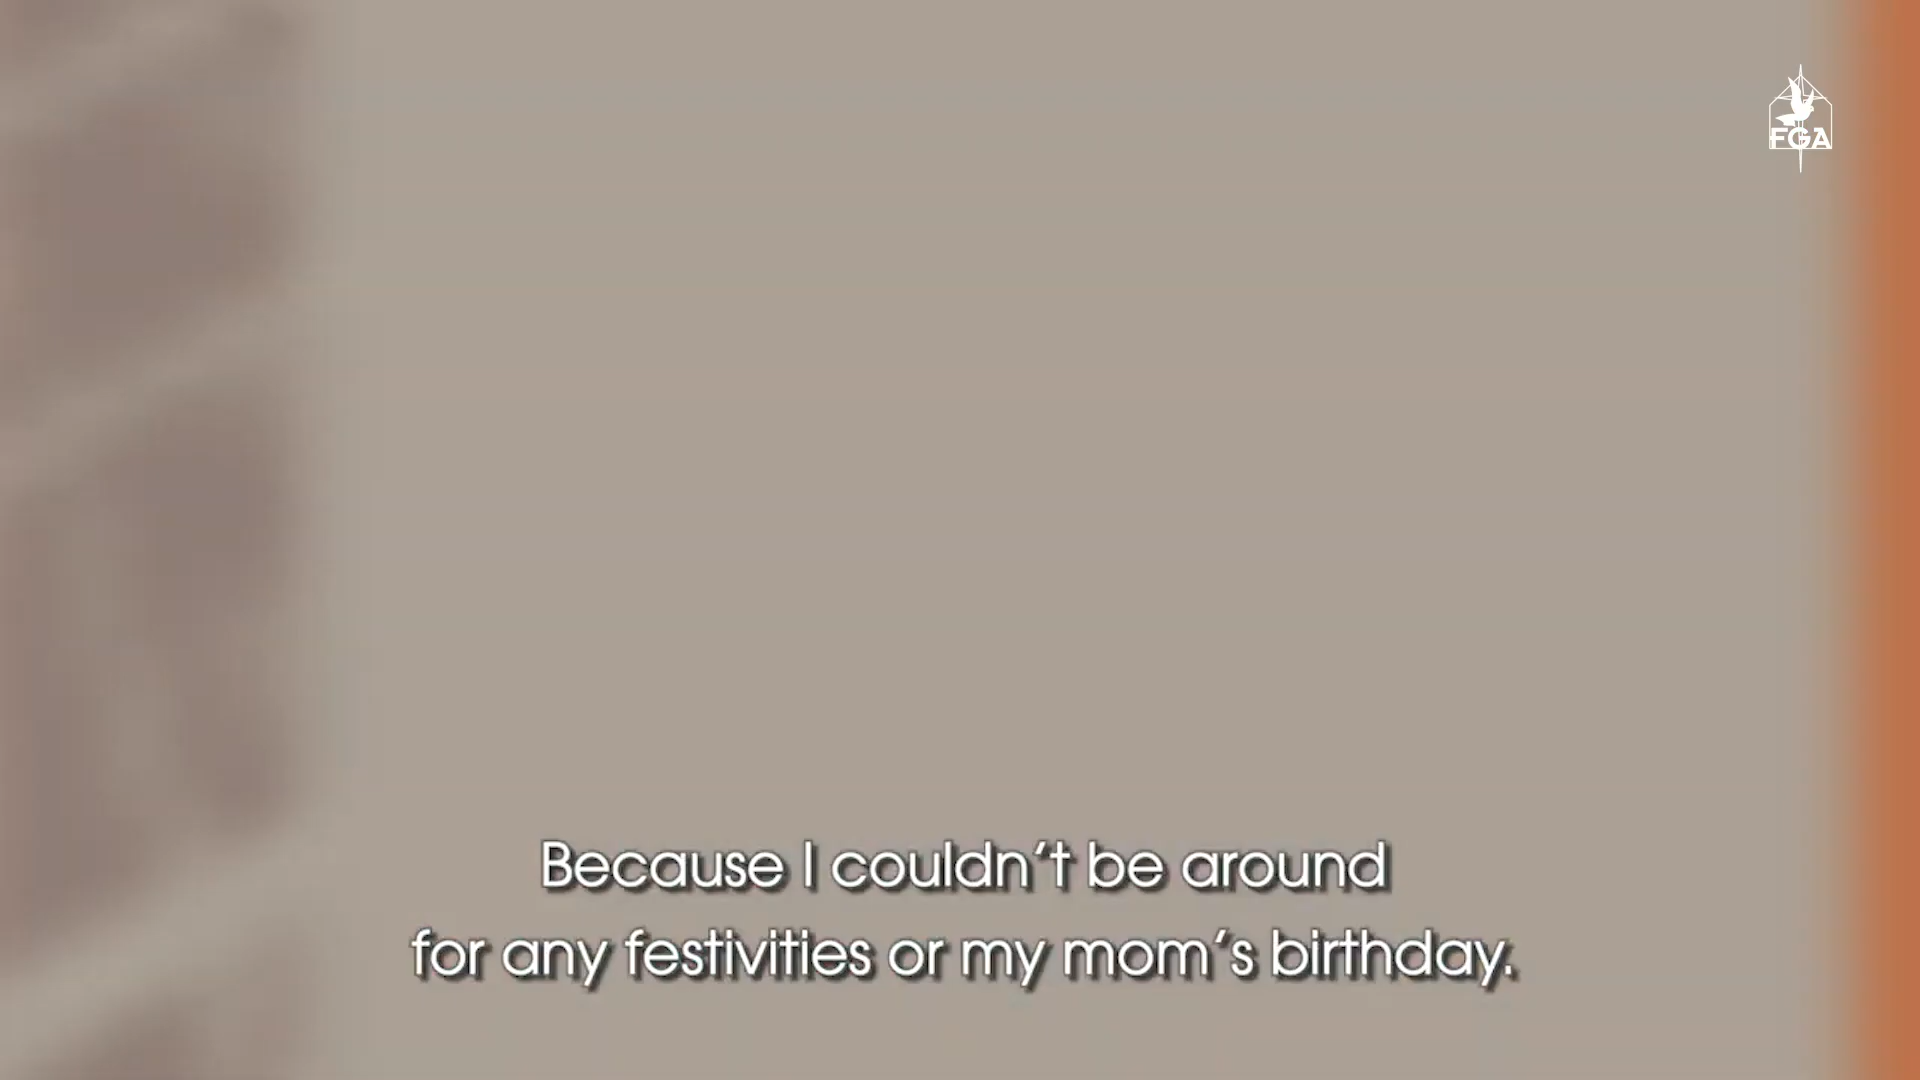 FGA
Because I couldn't be around
for any festivities or my mom's birthday.